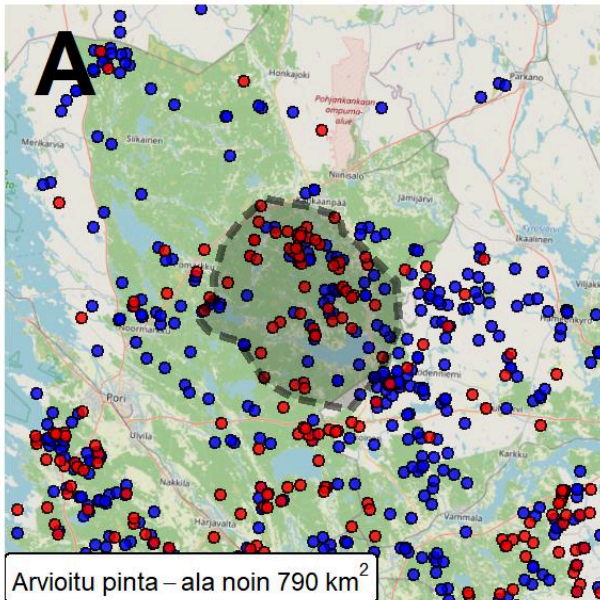 A
Honkajoki
Parkano
Pohjankankaan
ampuma-
alue
Merikarvia
Siikainen
Niinisalo
Jämijärvi
Ikaalinen
Noormarkku
Pori
Ulvila
Karkku
Nakkila
Harjavalta
Vammala
Arvioitu pinta – ala noin 790 km²